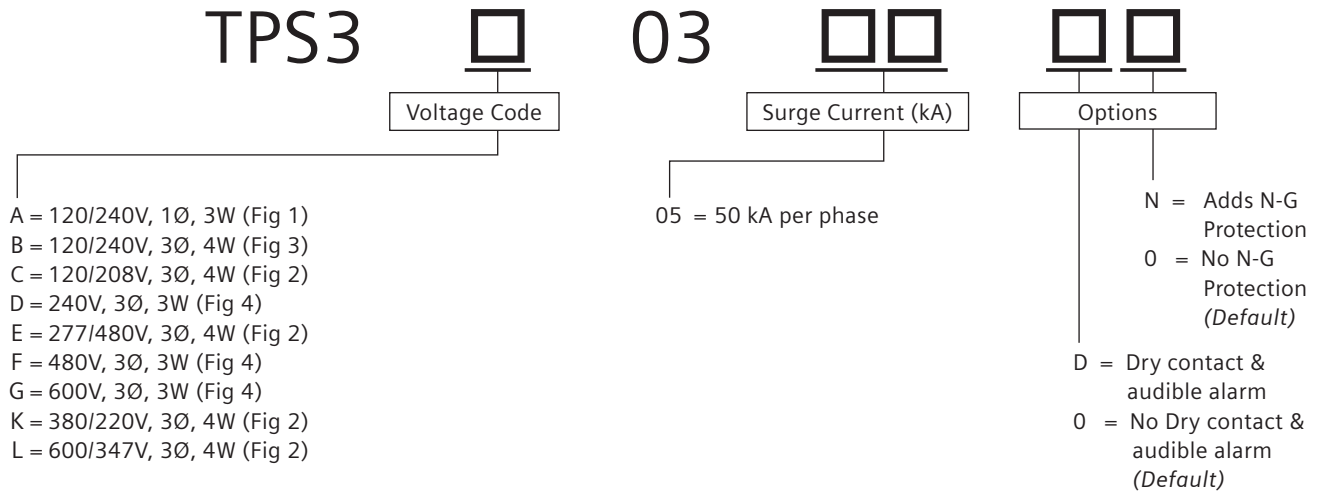 TPS3 □ 03 □□ □□
Voltage Code
Surge Current (kA)
Options
A = 120/240V, 1Ø, 3W (Fig 1)
B = 120/240V, 3Ø, 4W (Fig 3)
C = 120/208V, 3Ø, 4W (Fig 2)
D = 240V, 3Ø, 3W (Fig 4)
E = 277/480V, 3Ø, 4W (Fig 2)
F = 480V, 3Ø, 3W (Fig 4)
G = 600V, 3Ø, 3W (Fig 4)
K = 380/220V, 3Ø, 4W (Fig 2)
L = 600/347V, 3Ø, 4W (Fig 2)
05 = 50 kA per phase
N = Adds N-G
Protection
0 = No N-G
Protection
(Default)
D = Dry contact &
audible alarm
0 = No Dry contact &
audible alarm
(Default)